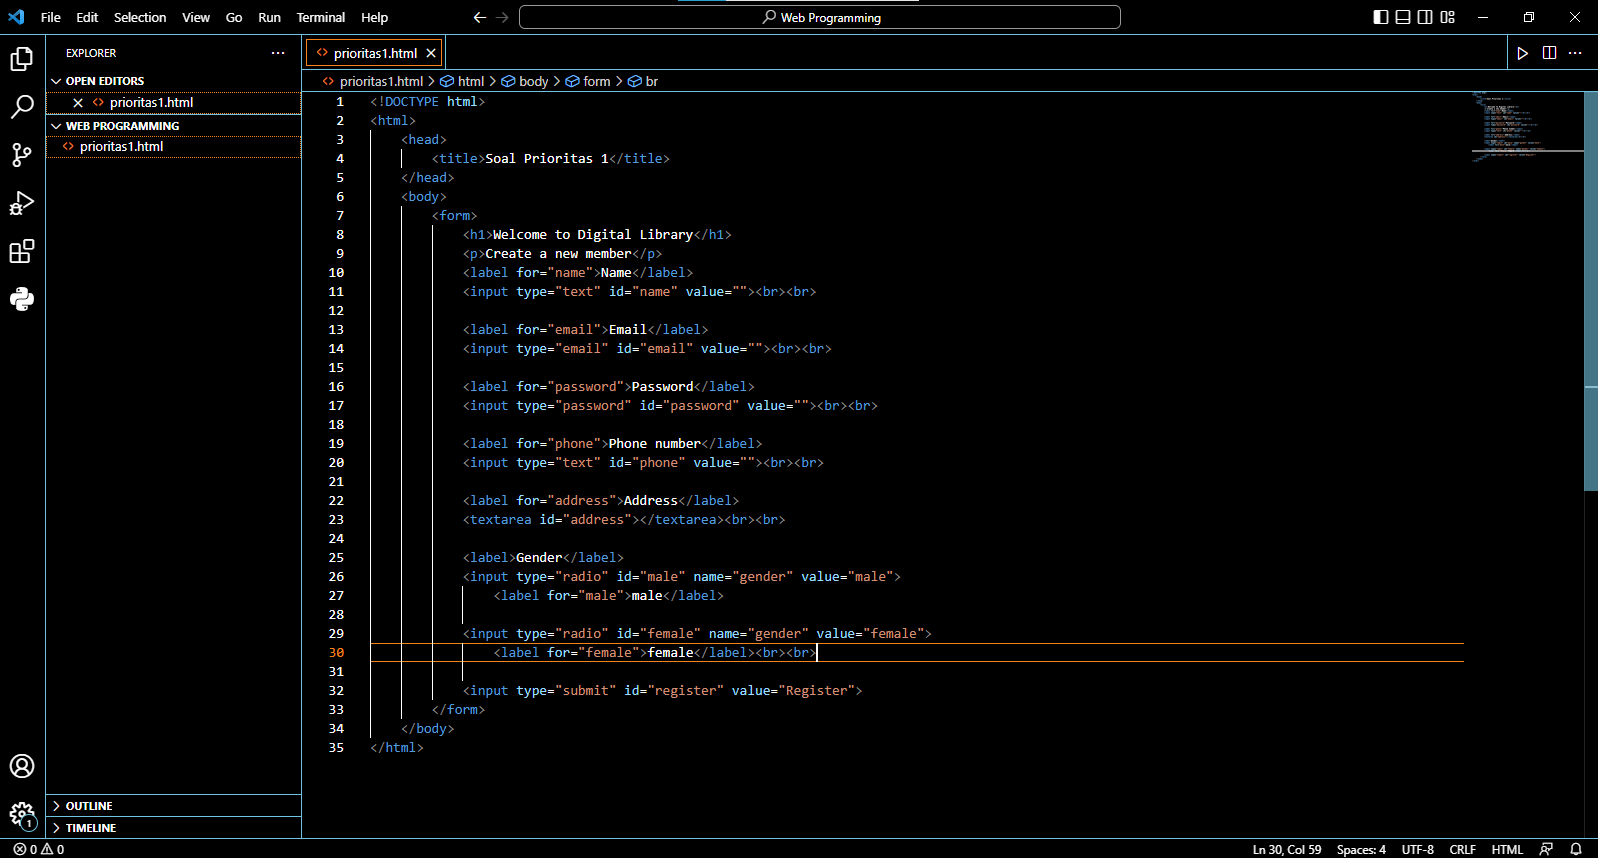 File Edit Selection View Go Run Terminal Help
Web Programming
EXPLORER
OPEN EDITORS
prioritas1.html
WEB PROGRAMMING
prioritas1.html
OUTLINE
TIMELINE
prioritas1.html
prioritas1.html > html > body > form > br
1 <!DOCTYPE html>
2 <html>
3 <head>
4 <title>Soal Prioritas 1</title>
5 </head>
6 <body>
7 <form>
8 <h1>Welcome to Digital Library</h1>
9 <p>Create a new member</p>
10 <label for="name">Name</label>
11 <input type="text" id="name" value=""><br><br>
12
13 <label for="email">Email</label>
14 <input type="email" id="email" value=""><br><br>
15
16 <label for="password">Password</label>
17 <input type="password" id="password" value=""><br><br>
18
19 <label for="phone">Phone number</label>
20 <input type="text" id="phone" value=""><br><br>
21
22 <label for="address">Address</label>
23 <textarea id="address"></textarea><br><br>
24
25 <label>Gender</label>
26 <input type="radio" id="male" name="gender" value="male">
27 <label for="male">male</label>
28
29 <input type="radio" id="female" name="gender" value="female">
30 <label for="female">female</label><br><br>
31
32 <input type="submit" id="register" value="Register">
33 </form>
34 </body>
35 </html>
1
0 0 Ln 30, Col 59 Spaces: 4 UTF-8 CRLF HTML